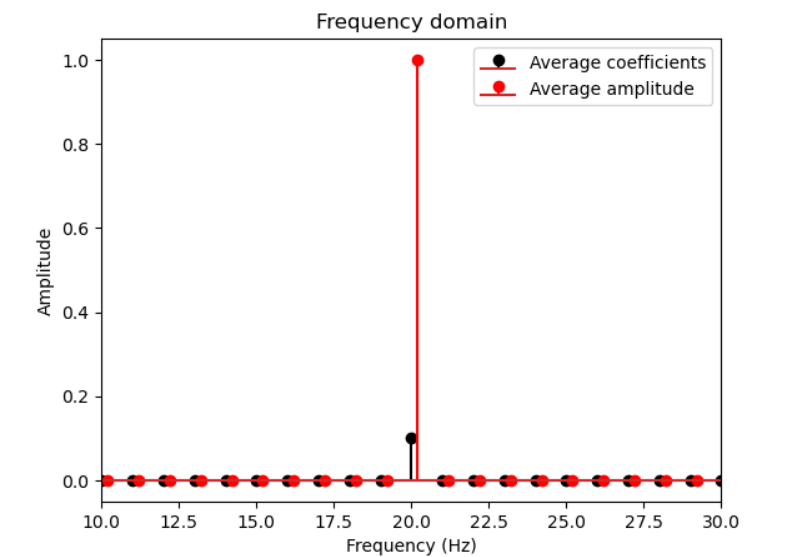 Frequency domain
1.0
0.8
0.6
0.4
0.2
0.0
Amplitude
Average coefficients
Average amplitude
10.0 12.5 15.0 17.5 20.0 22.5 25.0 27.5 30.0
Frequency (Hz)